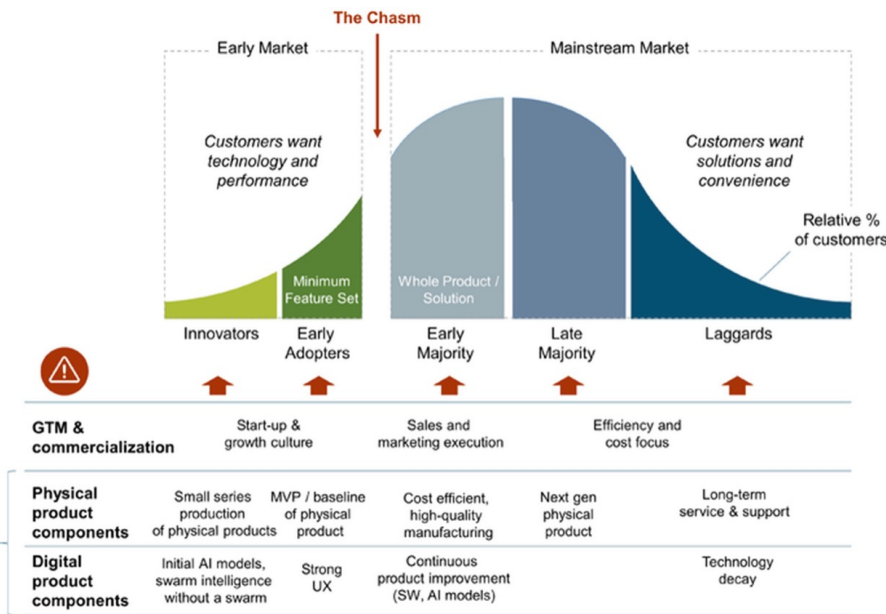 The Chasm
Early Market
Mainstream Market
Customers want
technology and
performance
Customers want
solutions and
convenience
Relative %
of customers
Minimum
Feature Set
Whole Product /
Solution
Innovators
Early
Adopters
Early
Majority
Late
Majority
Laggards
GTM &
commercialization
Start-up &
growth culture
Sales and
marketing execution
Efficiency and
cost focus
Physical
product
components
Small series
production
of physical products
MVP / baseline
of physical
product
Cost efficient,
high-quality
manufacturing
Next gen
physical
product
Long-term
service & support
Digital
product
components
Initial AI models,
swarm intelligence
without a swarm
Strong
UX
Continuous
product improvement
(SW, AI models)
Technology
decay